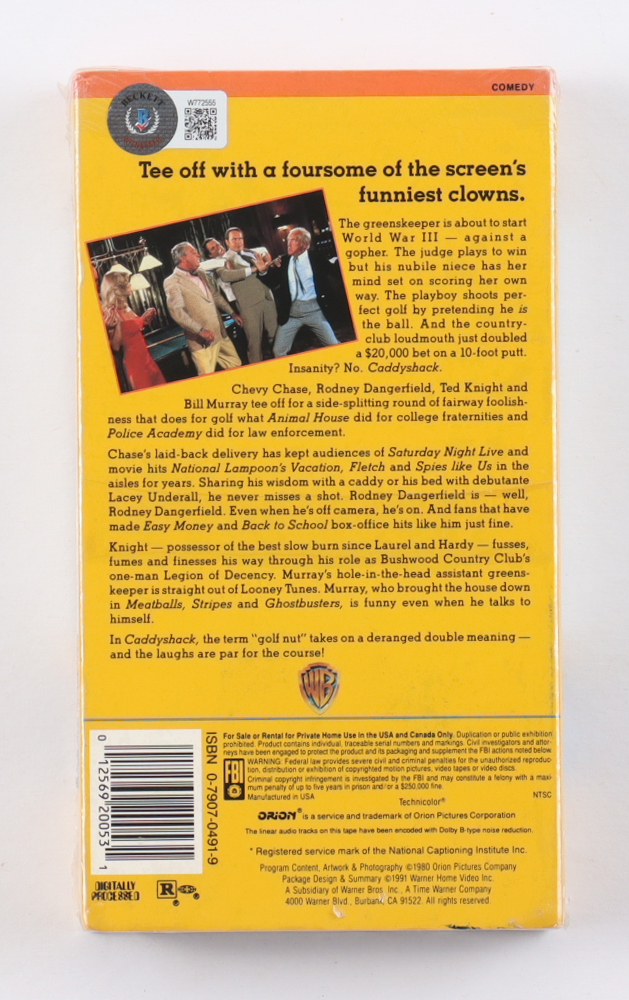 COMEDY
BECKETT
B
W772555
Tee off with a foursome of the screen's
funniest clowns.
The greenskeeper is about to start
World War III — against a
gopher. The judge plays to win
but his nubile niece has her
mind set on scoring her own
way. The playboy shoots per-
fect golf by pretending he is
the ball. And the country-
club loudmouth just doubled
a $20,000 bet on a 10-foot putt.
Insanity? No. Caddyshack.
Chevy Chase, Rodney Dangerfield, Ted Knight and
Bill Murray tee off for a side-splitting round of fairway foolish-
ness that does for golf what Animal House did for college fraternities and
Police Academy did for law enforcement.
Chase's laid-back delivery has kept audiences of Saturday Night Live and
movie hits National Lampoon's Vacation, Fletch and Spies like Us in the
aisles for years. Sharing his wisdom with a caddy or his bed with debutante
Lacey Underall, he never misses a shot. Rodney Dangerfield is — well,
Rodney Dangerfield. Even when he's off camera, he's on. And fans that have
made Easy Money and Back to School box-office hits like him just fine.
Knight — possessor of the best slow burn since Laurel and Hardy — fusses,
fumes and finesses his way through his role as Bushwood Country Club's
one-man Legion of Decency. Murray's hole-in-the-head assistant greens-
keeper is straight out of Looney Tunes. Murray, who brought the house down
in Meatballs, Stripes and Ghostbusters, is funny even when he talks to
himself.
In Caddyshack, the term "golf nut" takes on a deranged double meaning —
and the laughs are par for the course!
WB
0 12569 20053 1
ISBN 0-7907-0491-9
DIGITALLY
PROCESSED
R
For Sale or Rental for Private Home Use in the USA and Canada Only. Duplication or public exhibition
prohibited. Product contains individual, traceable serial numbers and markings. Civil investigators and attor-
neys have been engaged to protect the product and its packaging and supplement the FBI actions noted below.
FBI
WARNING: Federal law provides severe civil and criminal penalties for the unauthorized reproduc-
tion, distribution or exhibition of copyrighted motion pictures, video tapes or video discs.
Criminal copyright infringement is investigated by the FBI and may constitute a felony with a maxi-
mum penalty of up to five years in prison and/or a $250,000 fine.
Manufactured in USA
NTSC
Technicolor®
ORION® is a service and trademark of Orion Pictures Corporation
The linear audio tracks on this tape have been encoded with Dolby B-type noise reduction.
* Registered service mark of the National Captioning Institute Inc.
Program Content, Artwork & Photography ©1980 Orion Pictures Company
Package Design & Summary ©1991 Warner Home Video Inc.
A Subsidiary of Warner Bros. Inc., A Time Warner Company
4000 Warner Blvd., Burbank, CA 91522. All rights reserved.